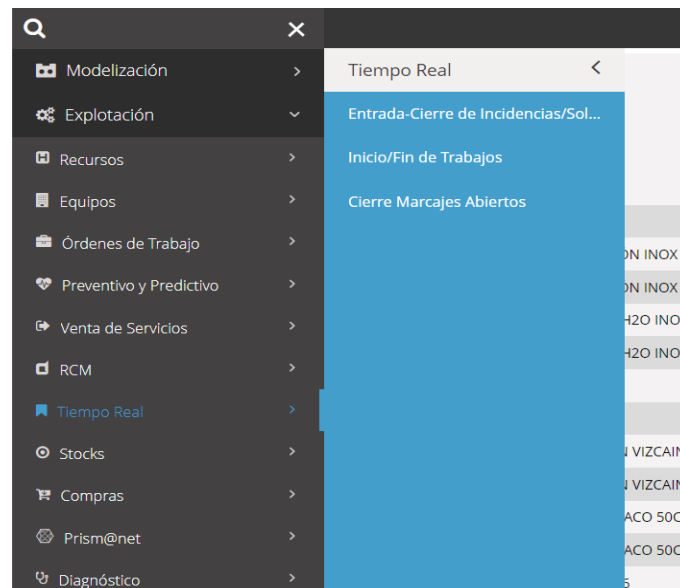 Modelización
Explotación
Recursos
Equipos
Órdenes de Trabajo
Preventivo y Predictivo
Venta de Servicios
RCM
Tiempo Real
Stocks
Compras
Prism@net
Diagnóstico
Tiempo Real
Entrada-Cierre de Incidencias/Sol...
Inicio/Fin de Trabajos
Cierre Marcajes Abiertos
ON INOX
ON INOX
H2O INO
H2O INO
VIZCAIN
VIZCAIN
ACO 50C
ACO 50C